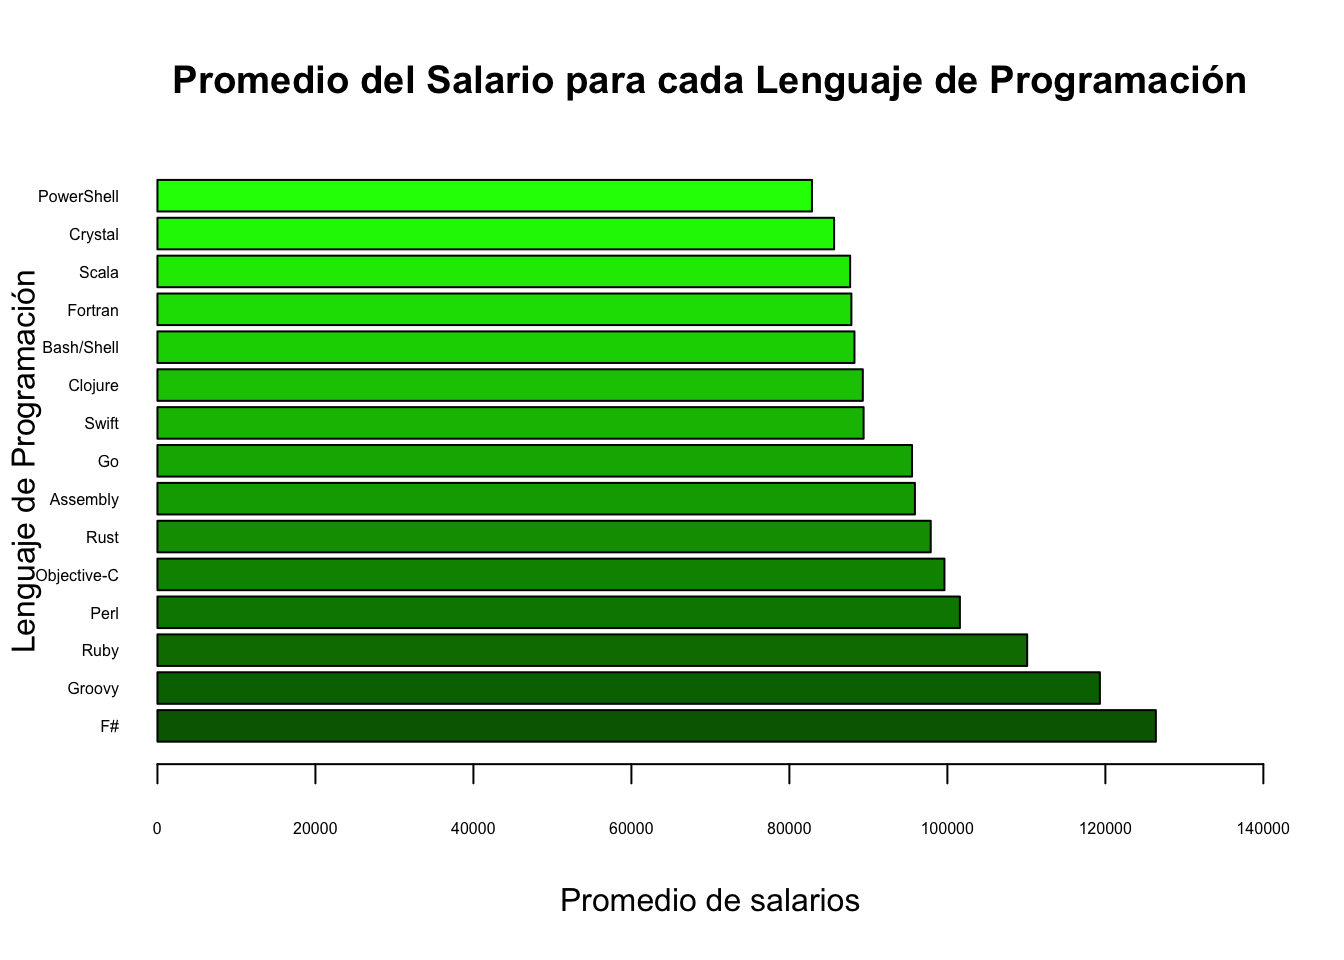 Promedio del Salario para cada Lenguaje de Programación
Lenguaje de Programación
PowerShell
Crystal
Scala
Fortran
Bash/Shell
Clojure
Swift
Go
Assembly
Rust
Objective-C
Perl
Ruby
Groovy
F#
0 20000 40000 60000 80000 100000 120000 140000
Promedio de salarios